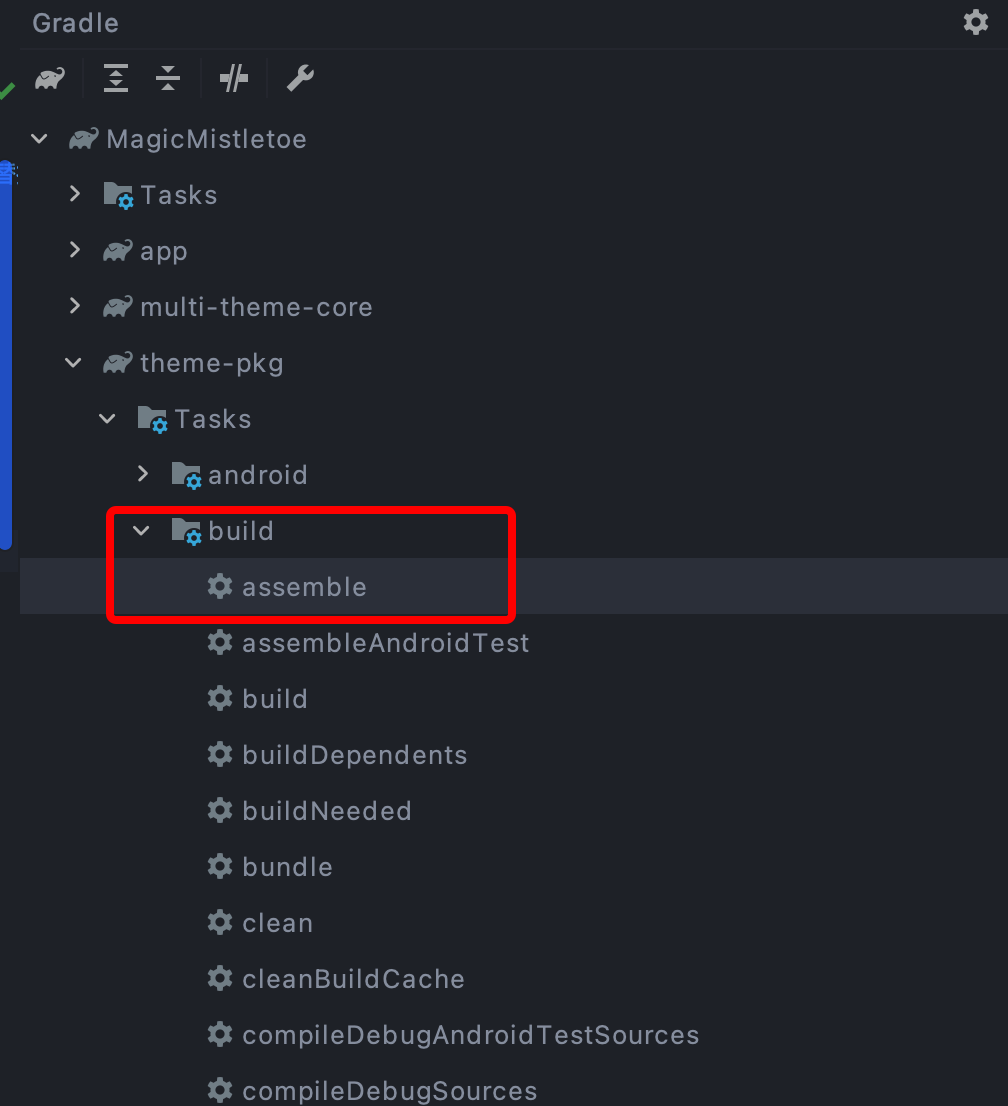 Gradle
MagicMistletoe
Tasks
app
multi-theme-core
theme-pkg
Tasks
android
build
assemble
assembleAndroidTest
build
buildDependents
buildNeeded
bundle
clean
cleanBuildCache
compileDebugAndroidTestSources
compileDebugSources